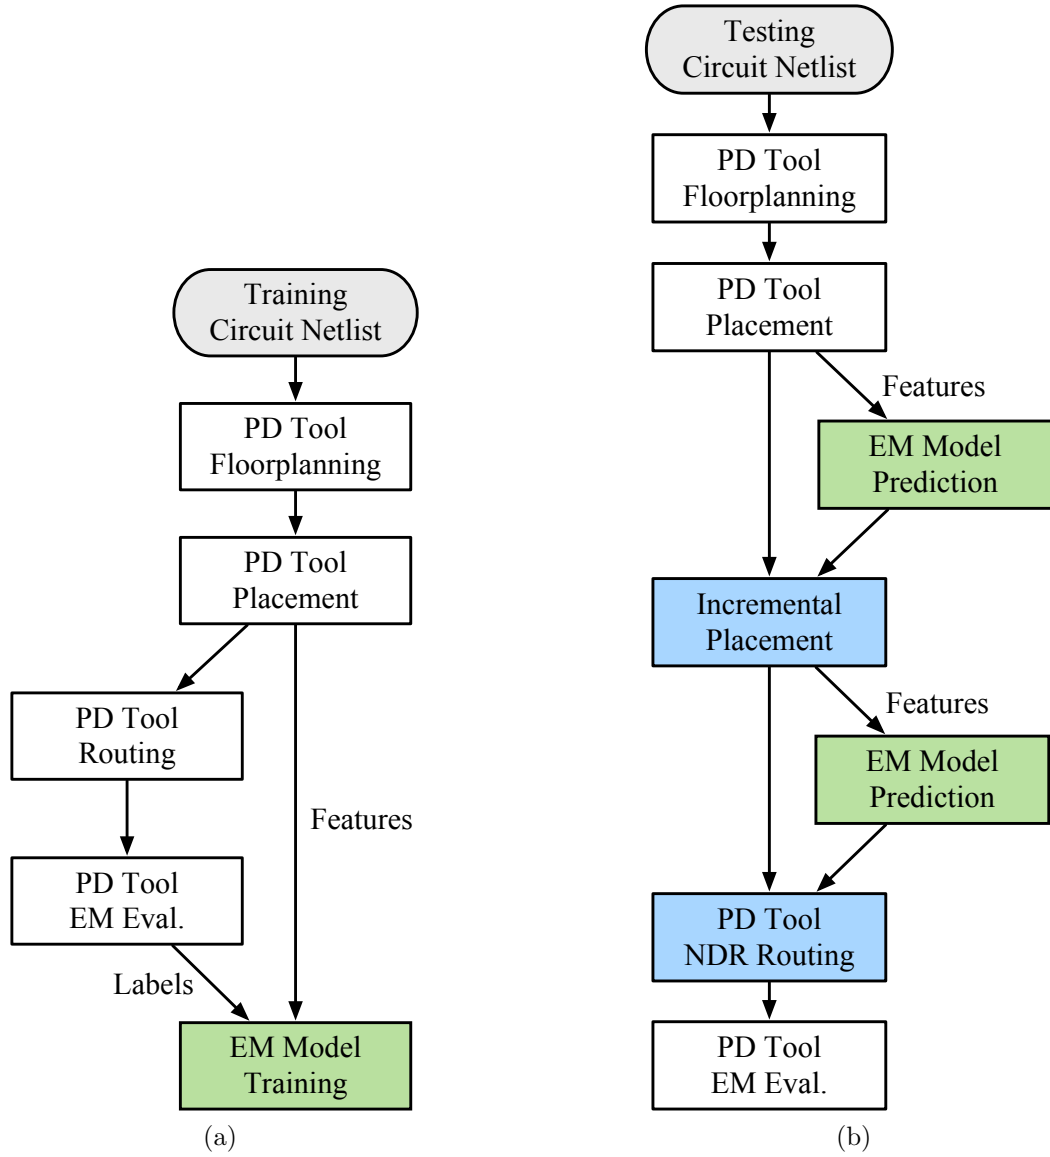 Training
Circuit Netlist
PD Tool
Floorplanning
PD Tool
Placement
PD Tool
Routing
Features
PD Tool
EM Eval.
Labels
EM Model
Training
(a)
Testing
Circuit Netlist
PD Tool
Floorplanning
PD Tool
Placement
Features
EM Model
Prediction
Incremental
Placement
Features
EM Model
Prediction
PD Tool
NDR Routing
PD Tool
EM Eval.
(b)